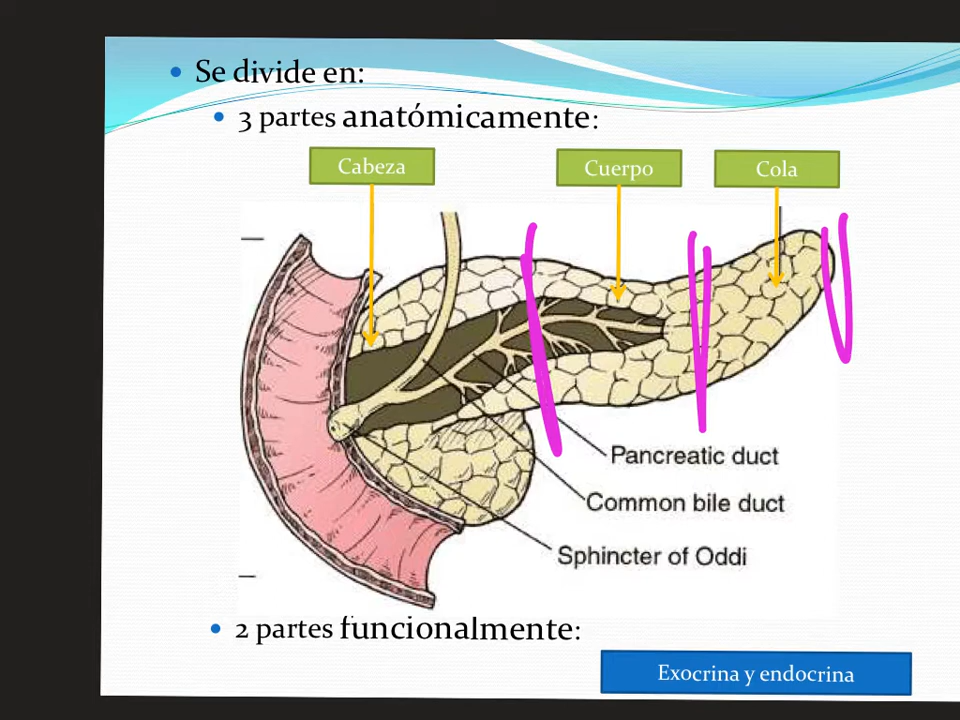 Se divide en:
3 partes anatómicamente:
Cabeza
Cuerpo
Cola
Pancreatic duct
Common bile duct
Sphincter of Oddi
2 partes funcionalmente:
Exocrina y endocrina